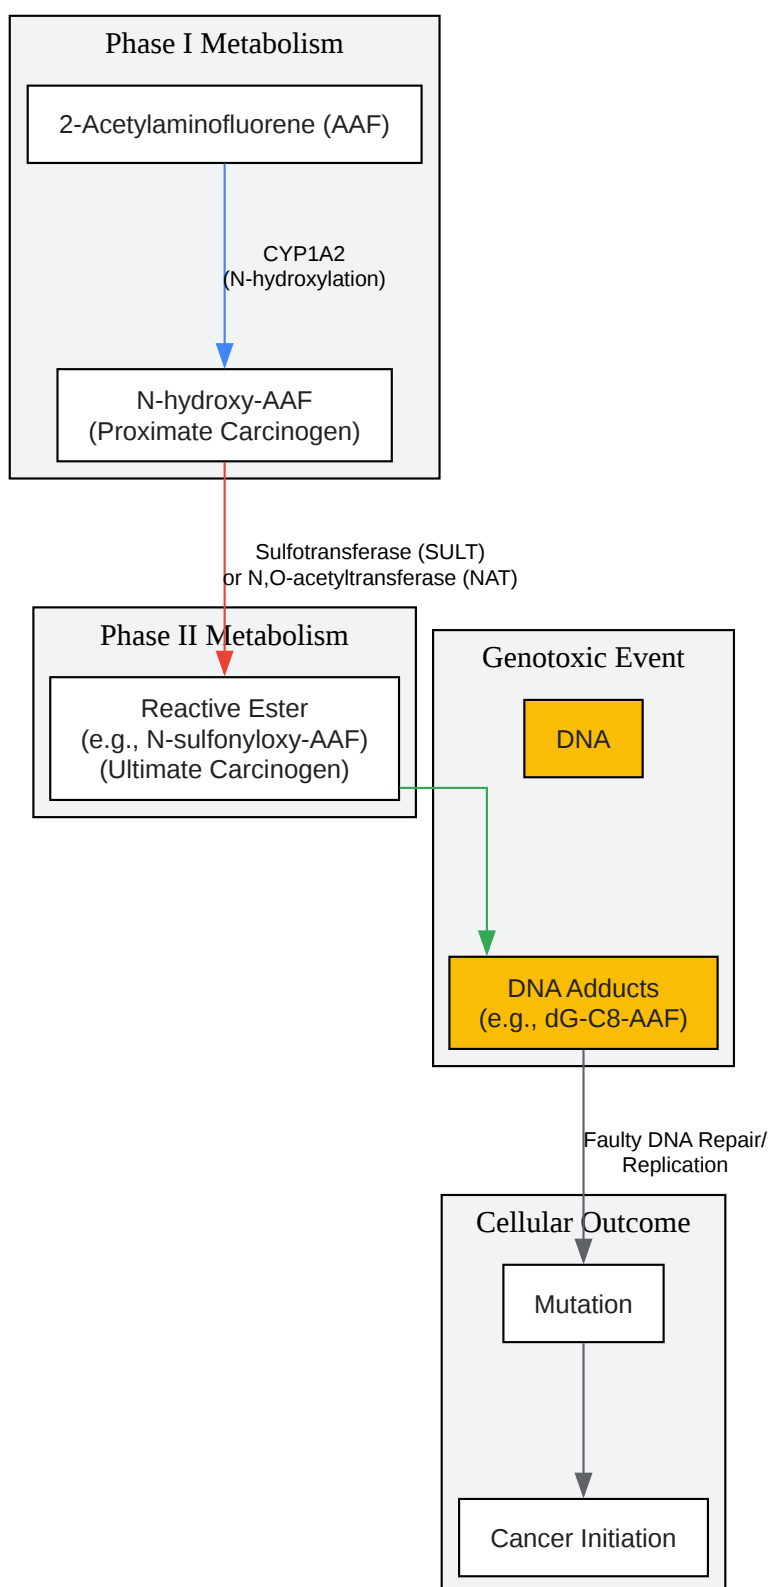 Phase I Metabolism
2-Acetylaminofluorene (AAF)
CYP1A2
(N-hydroxylation)
N-hydroxy-AAF
(Proximate Carcinogen)
Sulfotransferase (SULT)
or N,O-acetyltransferase (NAT)
Phase II Metabolism
Reactive Ester
(e.g., N-sulfonyloxy-AAF)
(Ultimate Carcinogen)
Genotoxic Event
DNA
DNA Adducts
(e.g., dG-C8-AAF)
Faulty DNA Repair/
Replication
Cellular Outcome
Mutation
Cancer Initiation